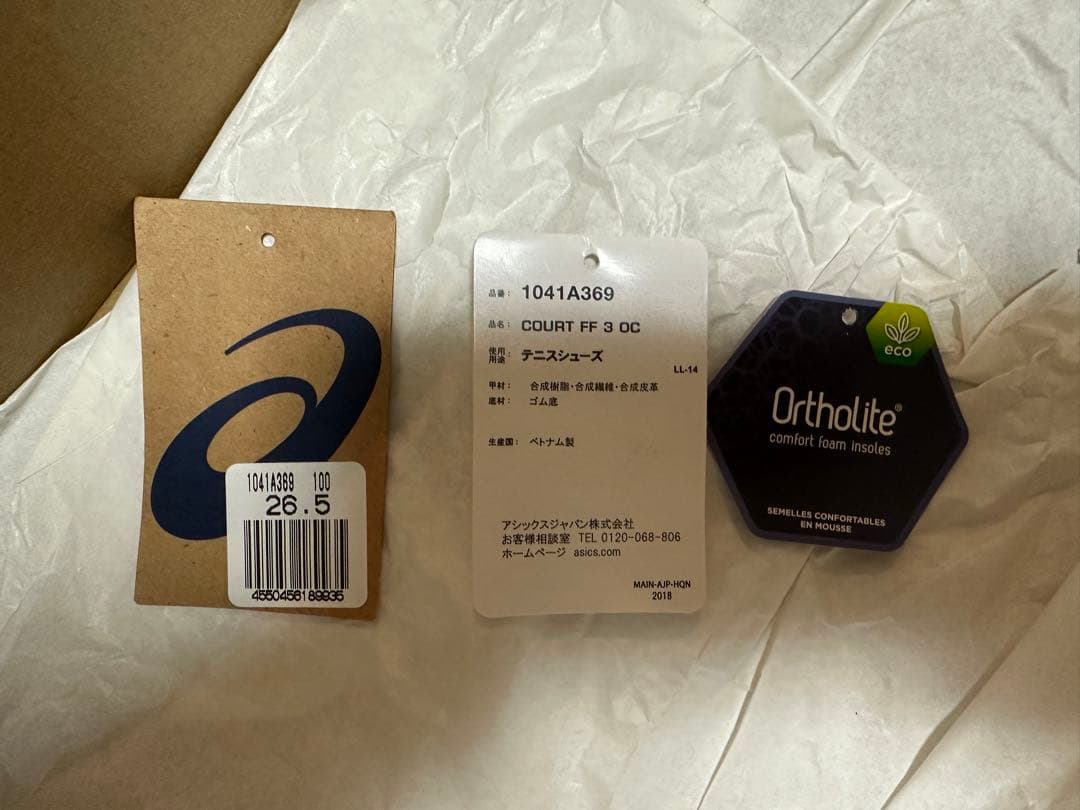 1041A369 100
26.5
4550456189935
品番： 1041A369
品名： COURT FF 3 OC
使用用途： テニスシューズ
LL-14
甲材： 合成樹脂・合成繊維・合成皮革
底材： ゴム底
生産国： ベトナム製
アシックスジャパン株式会社
お客様相談室 TEL 0120-068-806
ホームページ asics.com
MAIN-AJP-HQN
2018
eco
Ortholite®
comfort foam insoles
SEMELLES CONFORTABLES
EN MOUSSE